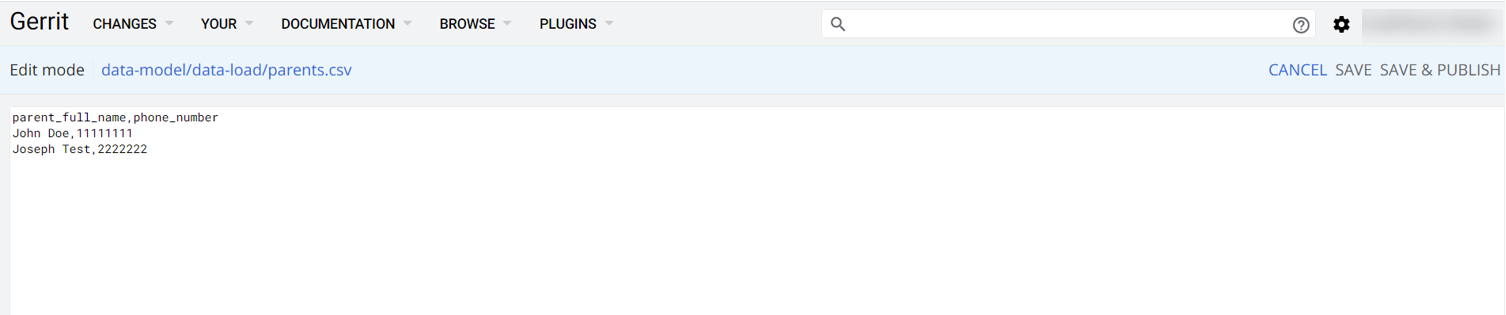 Gerrit CHANGES YOUR DOCUMENTATION BROWSE PLUGINS
Edit mode data-model/data-load/parents.csv CANCEL SAVE SAVE & PUBLISH
parent_full_name,phone_number
John Doe,11111111
Joseph Test,2222222